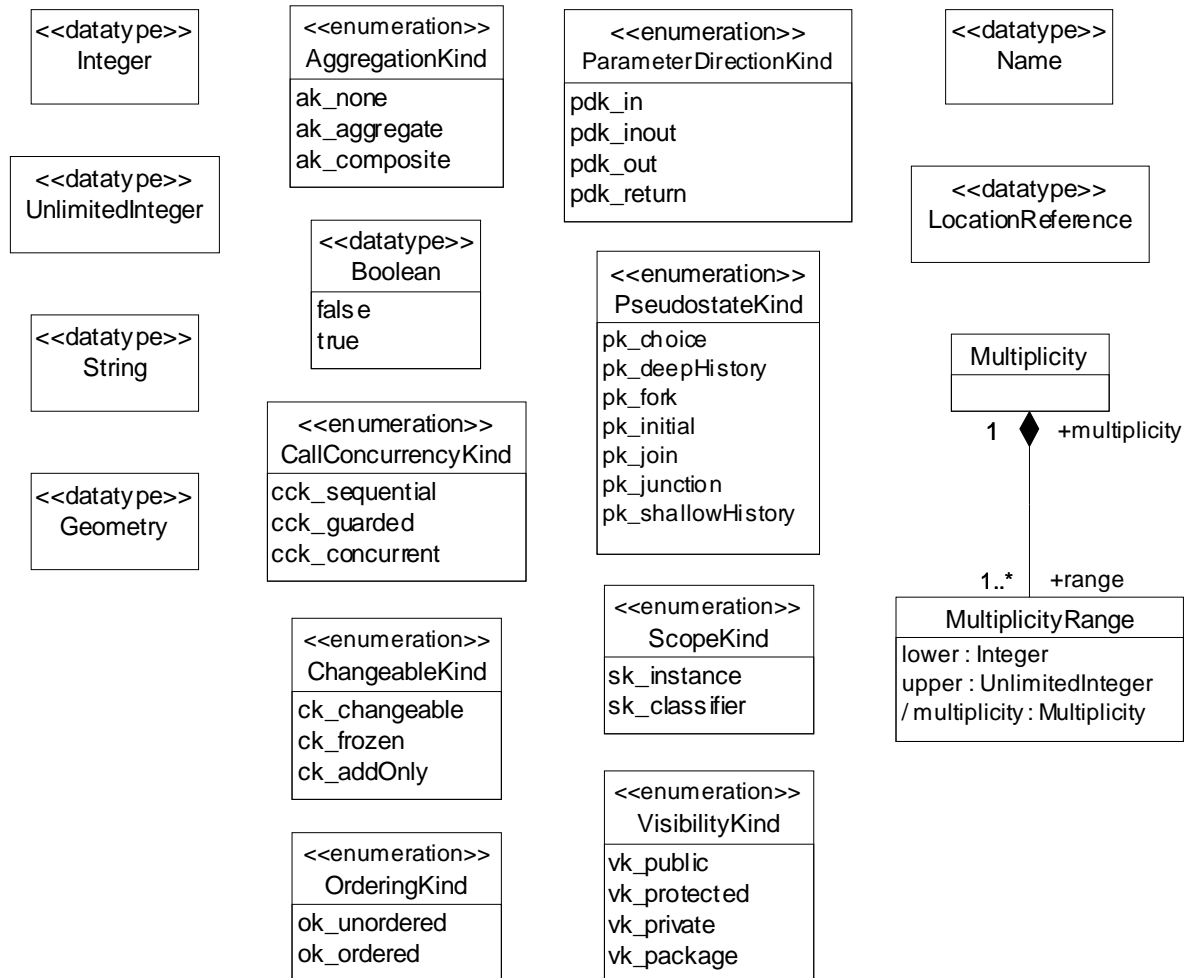 <<datatype>>
Integer
<<datatype>>
UnlimitedInteger
<<datatype>>
String
<<datatype>>
Geometry
<<enumeration>>
AggregationKind
ak_none
ak_aggregate
ak_composite
<<datatype>>
Boolean
false
true
<<enumeration>>
CallConcurrencyKind
cck_sequential
cck_guarded
cck_concurrent
<<enumeration>>
ChangeableKind
ck_changeable
ck_frozen
ck_addOnly
<<enumeration>>
OrderingKind
ok_unordered
ok_ordered
<<enumeration>>
ParameterDirectionKind
pdk_in
pdk_inout
pdk_out
pdk_return
<<enumeration>>
PseudostateKind
pk_choice
pk_deepHistory
pk_fork
pk_initial
pk_join
pk_junction
pk_shallowHistory
<<enumeration>>
ScopeKind
sk_instance
sk_classifier
<<enumeration>>
VisibilityKind
vk_public
vk_protected
vk_private
vk_package
<<datatype>>
Name
<<datatype>>
LocationReference
Multiplicity
1 +multiplicity
1..* +range
MultiplicityRange
lower : Integer
upper : UnlimitedInteger
/ multiplicity : Multiplicity